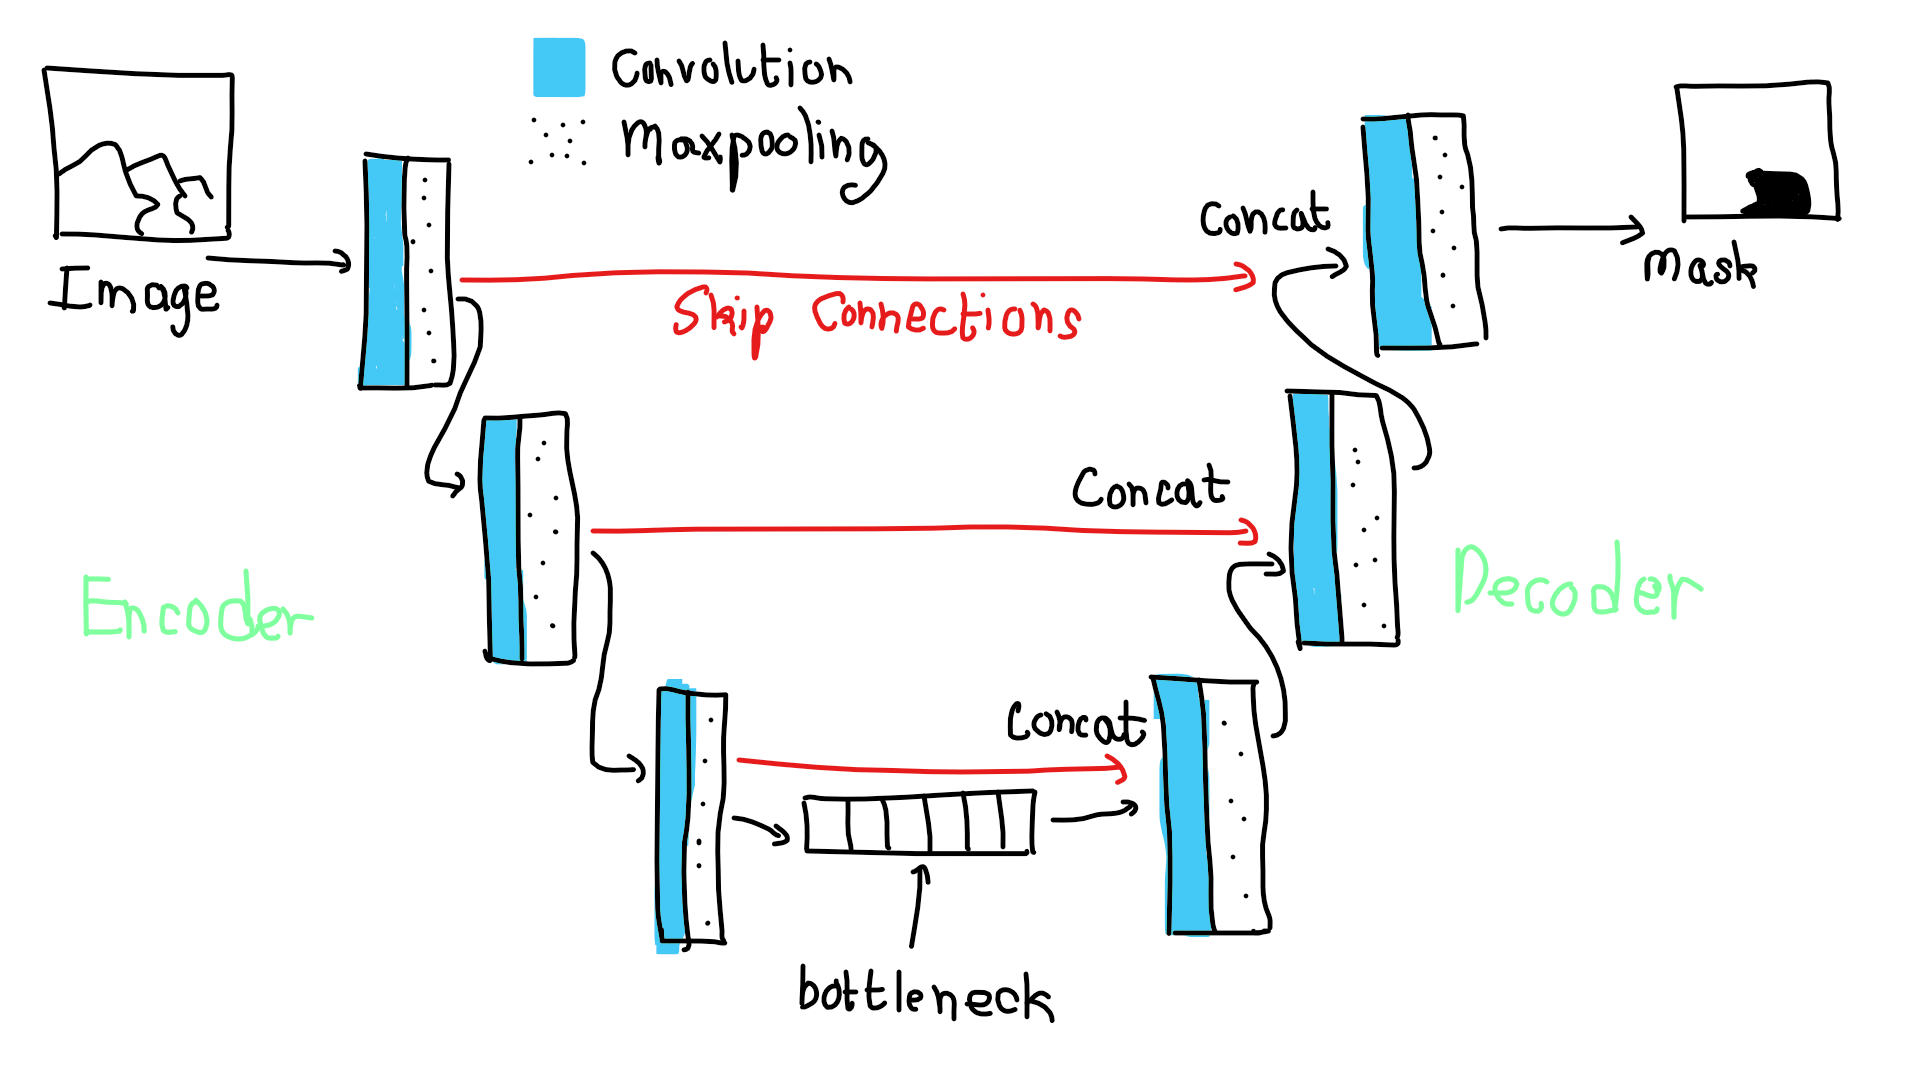 Convolution
Maxpooling
Image
Skip Connections
Concat
Mask
Concat
Encoder
Decoder
Concat
bottleneck